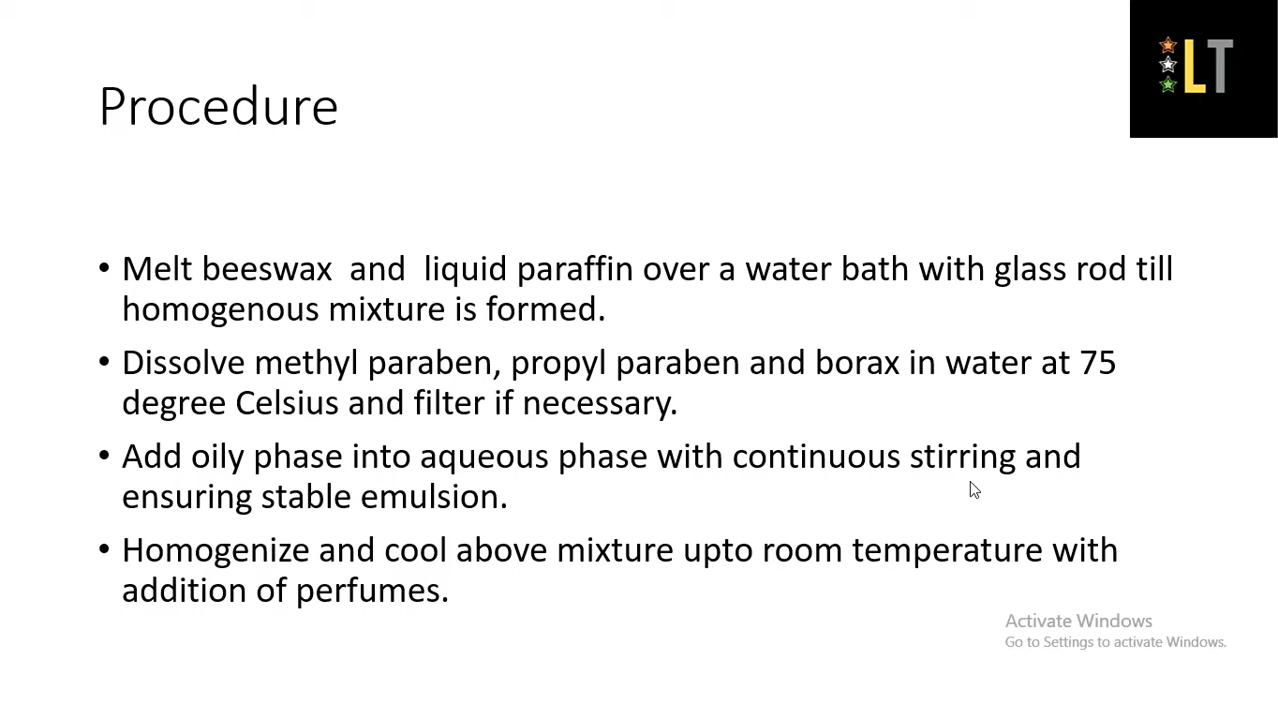 LT
Procedure
• Melt beeswax and liquid paraffin over a water bath with glass rod till
homogenous mixture is formed.
• Dissolve methyl paraben, propyl paraben and borax in water at 75
degree Celsius and filter if necessary.
• Add oily phase into aqueous phase with continuous stirring and
ensuring stable emulsion.
• Homogenize and cool above mixture upto room temperature with
addition of perfumes.
Activate Windows
Go to Settings to activate Windows.